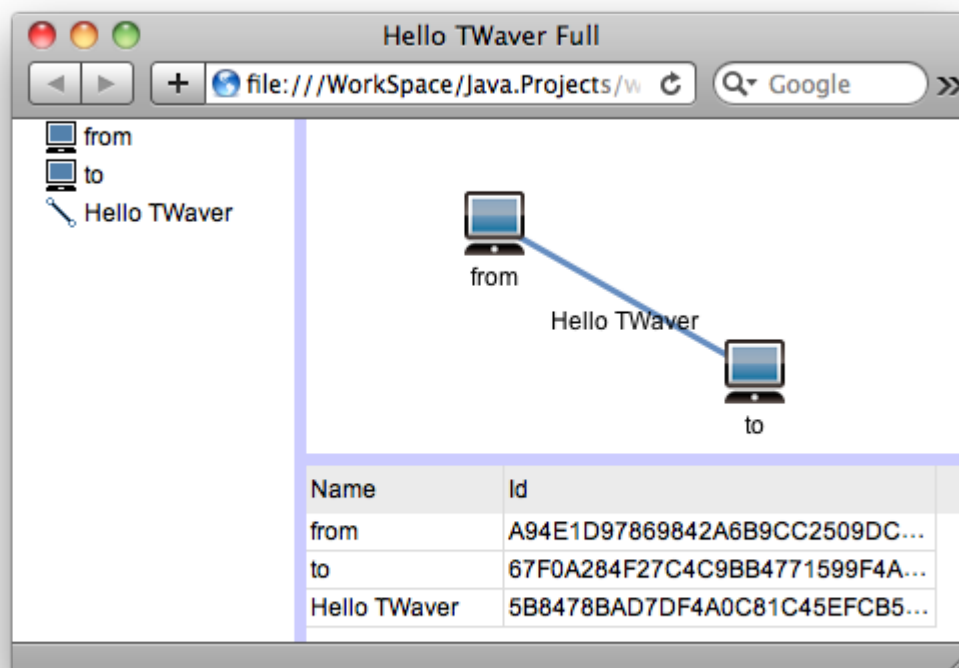 Hello TWaver Full
file:///WorkSpace/Java.Projects/w
Google
from
to
Hello TWaver
from
Hello TWaver
to
Name Id
from A94E1D97869842A6B9CC2509DC...
to 67F0A284F27C4C9BB4771599F4A...
Hello TWaver 5B8478BAD7DF4A0C81C45EFCB5...